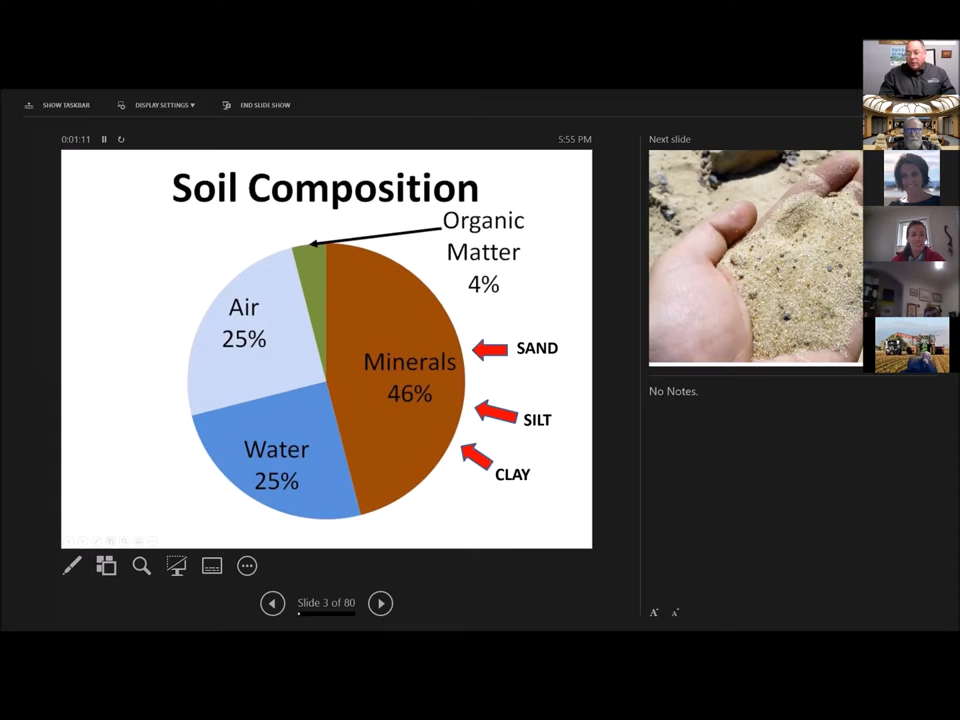 SHOW TASKBAR
DISPLAY SETTINGS ▼
END SLIDE SHOW
0:01:11
5:55 PM
Next slide
Soil Composition
Organic
Matter
4%
Air
25%
Minerals
46%
Water
25%
SAND
SILT
CLAY
No Notes.
Slide 3 of 80
A
A